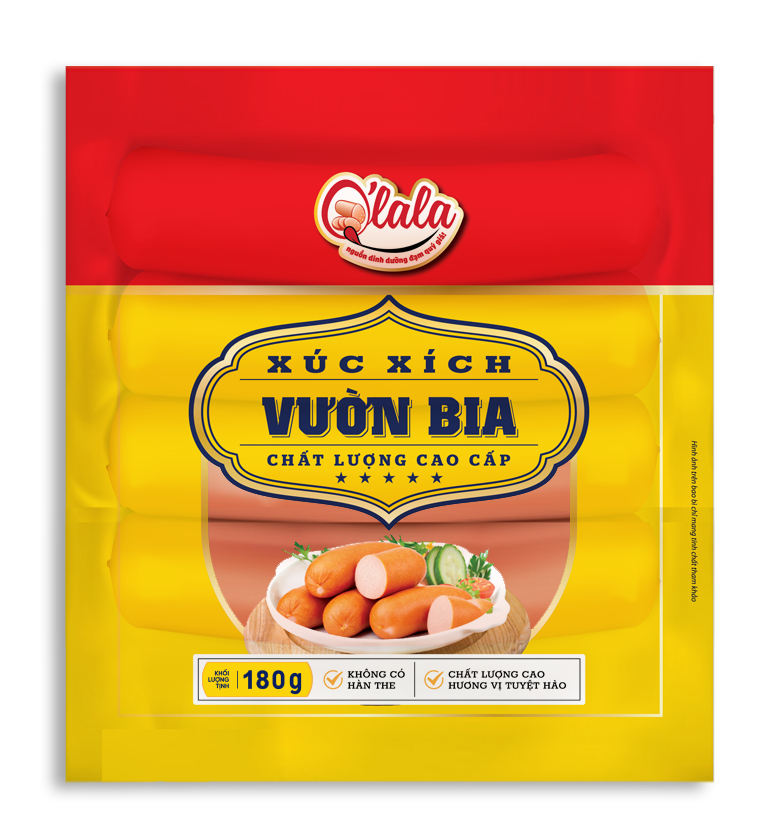 O'lala
nguồn dinh dưỡng đạm quý giá!
XÚC XÍCH
VƯỜN BIA
CHẤT LƯỢNG CAO CẤP
Hình ảnh trên bao bì chỉ mang tính chất tham khảo
KHỐI
LƯỢNG
TỊNH
180g
KHÔNG CÓ
HÀN THE
CHẤT LƯỢNG CAO
HƯƠNG VỊ TUYỆT HẢO